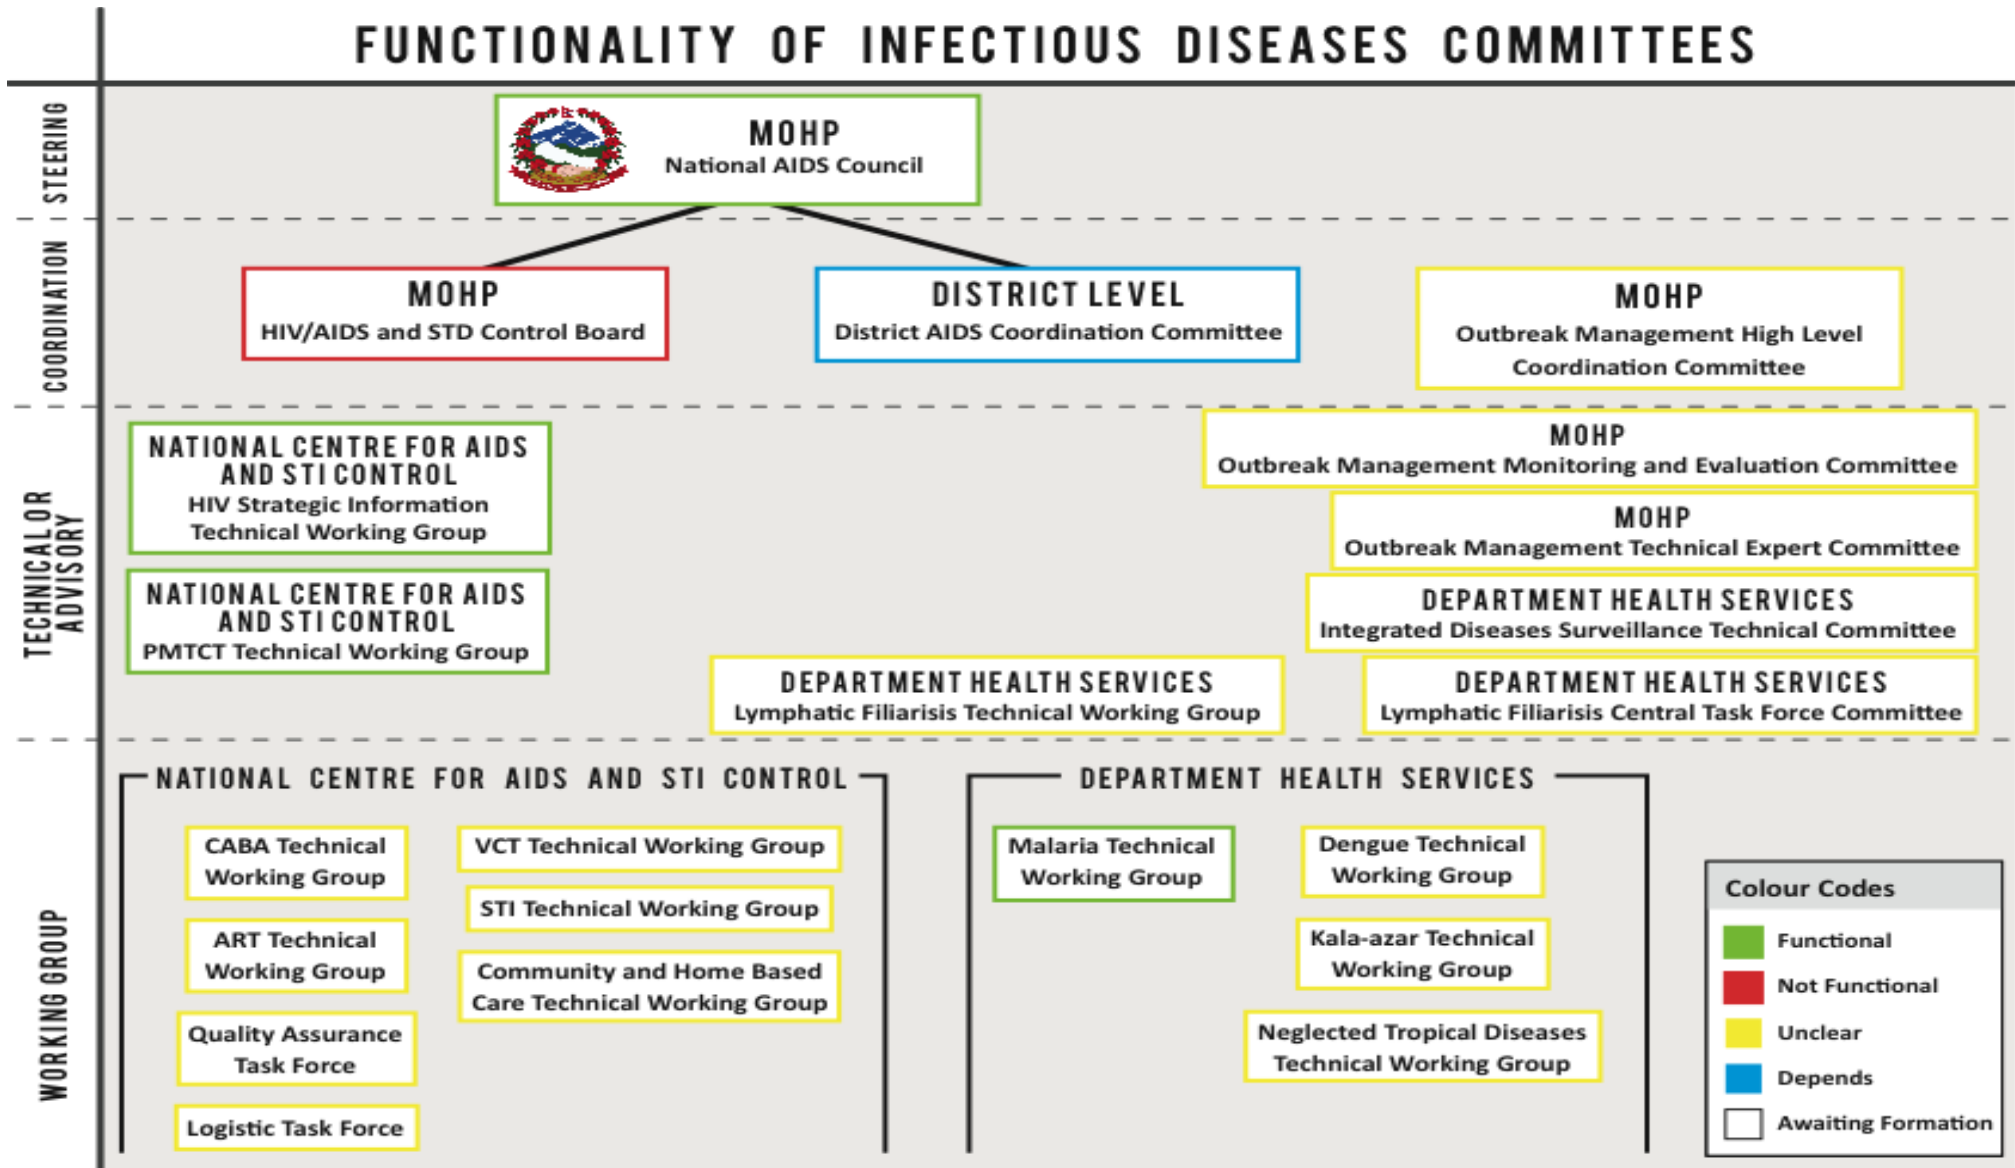 FUNCTIONALITY OF INFECTIOUS DISEASES COMMITTEES
STEERING
MOHP
National AIDS Council
COORDINATION
MOHP
HIV/AIDS and STD Control Board
DISTRICT LEVEL
District AIDS Coordination Committee
MOHP
Outbreak Management High Level
Coordination Committee
TECHNICAL OR
ADVISORY
NATIONAL CENTRE FOR AIDS
AND STI CONTROL
HIV Strategic Information
Technical Working Group
NATIONAL CENTRE FOR AIDS
AND STI CONTROL
PMTCT Technical Working Group
MOHP
Outbreak Management Monitoring and Evaluation Committee
MOHP
Outbreak Management Technical Expert Committee
DEPARTMENT HEALTH SERVICES
Integrated Diseases Surveillance Technical Committee
DEPARTMENT HEALTH SERVICES
Lymphatic Filiarisis Technical Working Group
DEPARTMENT HEALTH SERVICES
Lymphatic Filiarisis Central Task Force Committee
WORKING GROUP
NATIONAL CENTRE FOR AIDS AND STI CONTROL
CABA Technical
Working Group
ART Technical
Working Group
Quality Assurance
Task Force
Logistic Task Force
VCT Technical Working Group
STI Technical Working Group
Community and Home Based
Care Technical Working Group
DEPARTMENT HEALTH SERVICES
Malaria Technical
Working Group
Dengue Technical
Working Group
Kala-azar Technical
Working Group
Neglected Tropical Diseases
Technical Working Group
Colour Codes
Functional
Not Functional
Unclear
Depends
Awaiting Formation